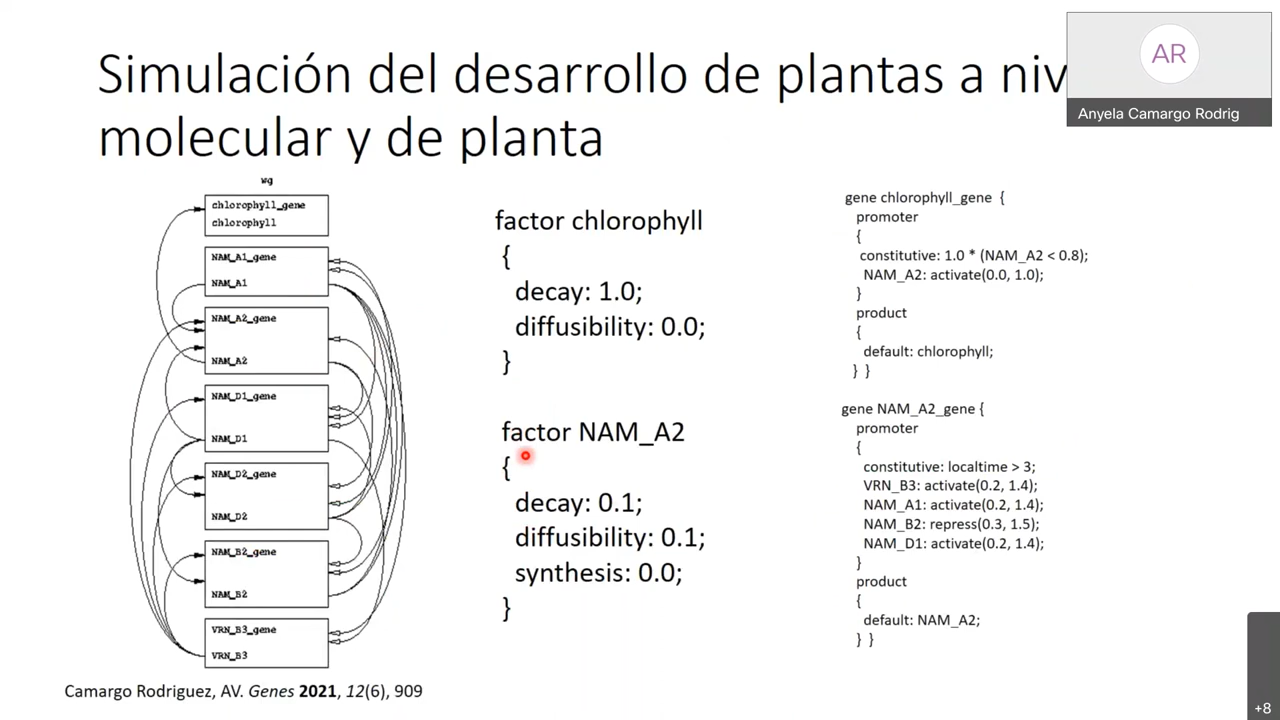 Simulación del desarrollo de plantas a niv
molecular y de planta
AR
Anyela Camargo Rodrig
wg
chlorophyll_gene
chlorophyll
NAM_A1_gene
NAM_A1
NAM_A2_gene
NAM_A2
NAM_D1_gene
NAM_D1
NAM_D2_gene
NAM_D2
NAM_B2_gene
NAM_B2
VRN_B3_gene
VRN_B3
factor chlorophyll
{
decay: 1.0;
diffusibility: 0.0;
}
factor NAM_A2
{
decay: 0.1;
diffusibility: 0.1;
synthesis: 0.0;
}
gene chlorophyll_gene {
promoter
{
constitutive: 1.0 * (NAM_A2 < 0.8);
NAM_A2: activate(0.0, 1.0);
}
product
{
default: chlorophyll;
} }
gene NAM_A2_gene {
promoter
{
constitutive: localtime > 3;
VRN_B3: activate(0.2, 1.4);
NAM_A1: activate(0.2, 1.4);
NAM_B2: repress(0.3, 1.5);
NAM_D1: activate(0.2, 1.4);
}
product
{
default: NAM_A2;
} }
Camargo Rodriguez, AV. Genes 2021, 12(6), 909
+8